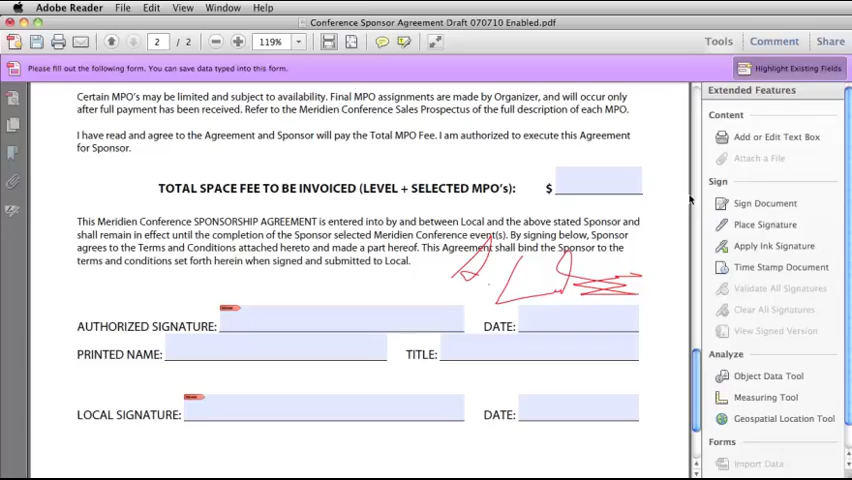 Adobe Reader File Edit View Window Help
Conference Sponsor Agreement Draft 070710 Enabled.pdf
2 / 2 119% Tools Comment Share
Please fill out the following form. You can save data typed into this form. Highlight Existing Fields
Certain MPO's may be limited and subject to availability. Final MPO assignments are made by Organizer, and will occur only
after full payment has been received. Refer to the Meridien Conference Sales Prospectus of the full description of each MPO.
I have read and agree to the Agreement and Sponsor will pay the Total MPO Fee. I am authorized to execute this Agreement
for Sponsor.
TOTAL SPACE FEE TO BE INVOICED (LEVEL + SELECTED MPO's): $
This Meridien Conference SPONSORSHIP AGREEMENT is entered into by and between Local and the above stated Sponsor and
shall remain in effect until the completion of the Sponsor selected Meridien Conference event(s). By signing below, Sponsor
agrees to the Terms and Conditions attached hereto and made a part hereof. This Agreement shall bind the Sponsor to the
terms and conditions set forth herein when signed and submitted to Local.
AUTHORIZED SIGNATURE: DATE:
PRINTED NAME: TITLE:
LOCAL SIGNATURE: DATE:
Extended Features
Content
Add or Edit Text Box
Attach a File
Sign
Sign Document
Place Signature
Apply Ink Signature
Time Stamp Document
Validate All Signatures
Clear All Signatures
View Signed Version
Analyze
Object Data Tool
Measuring Tool
Geospatial Location Tool
Forms
Import Data